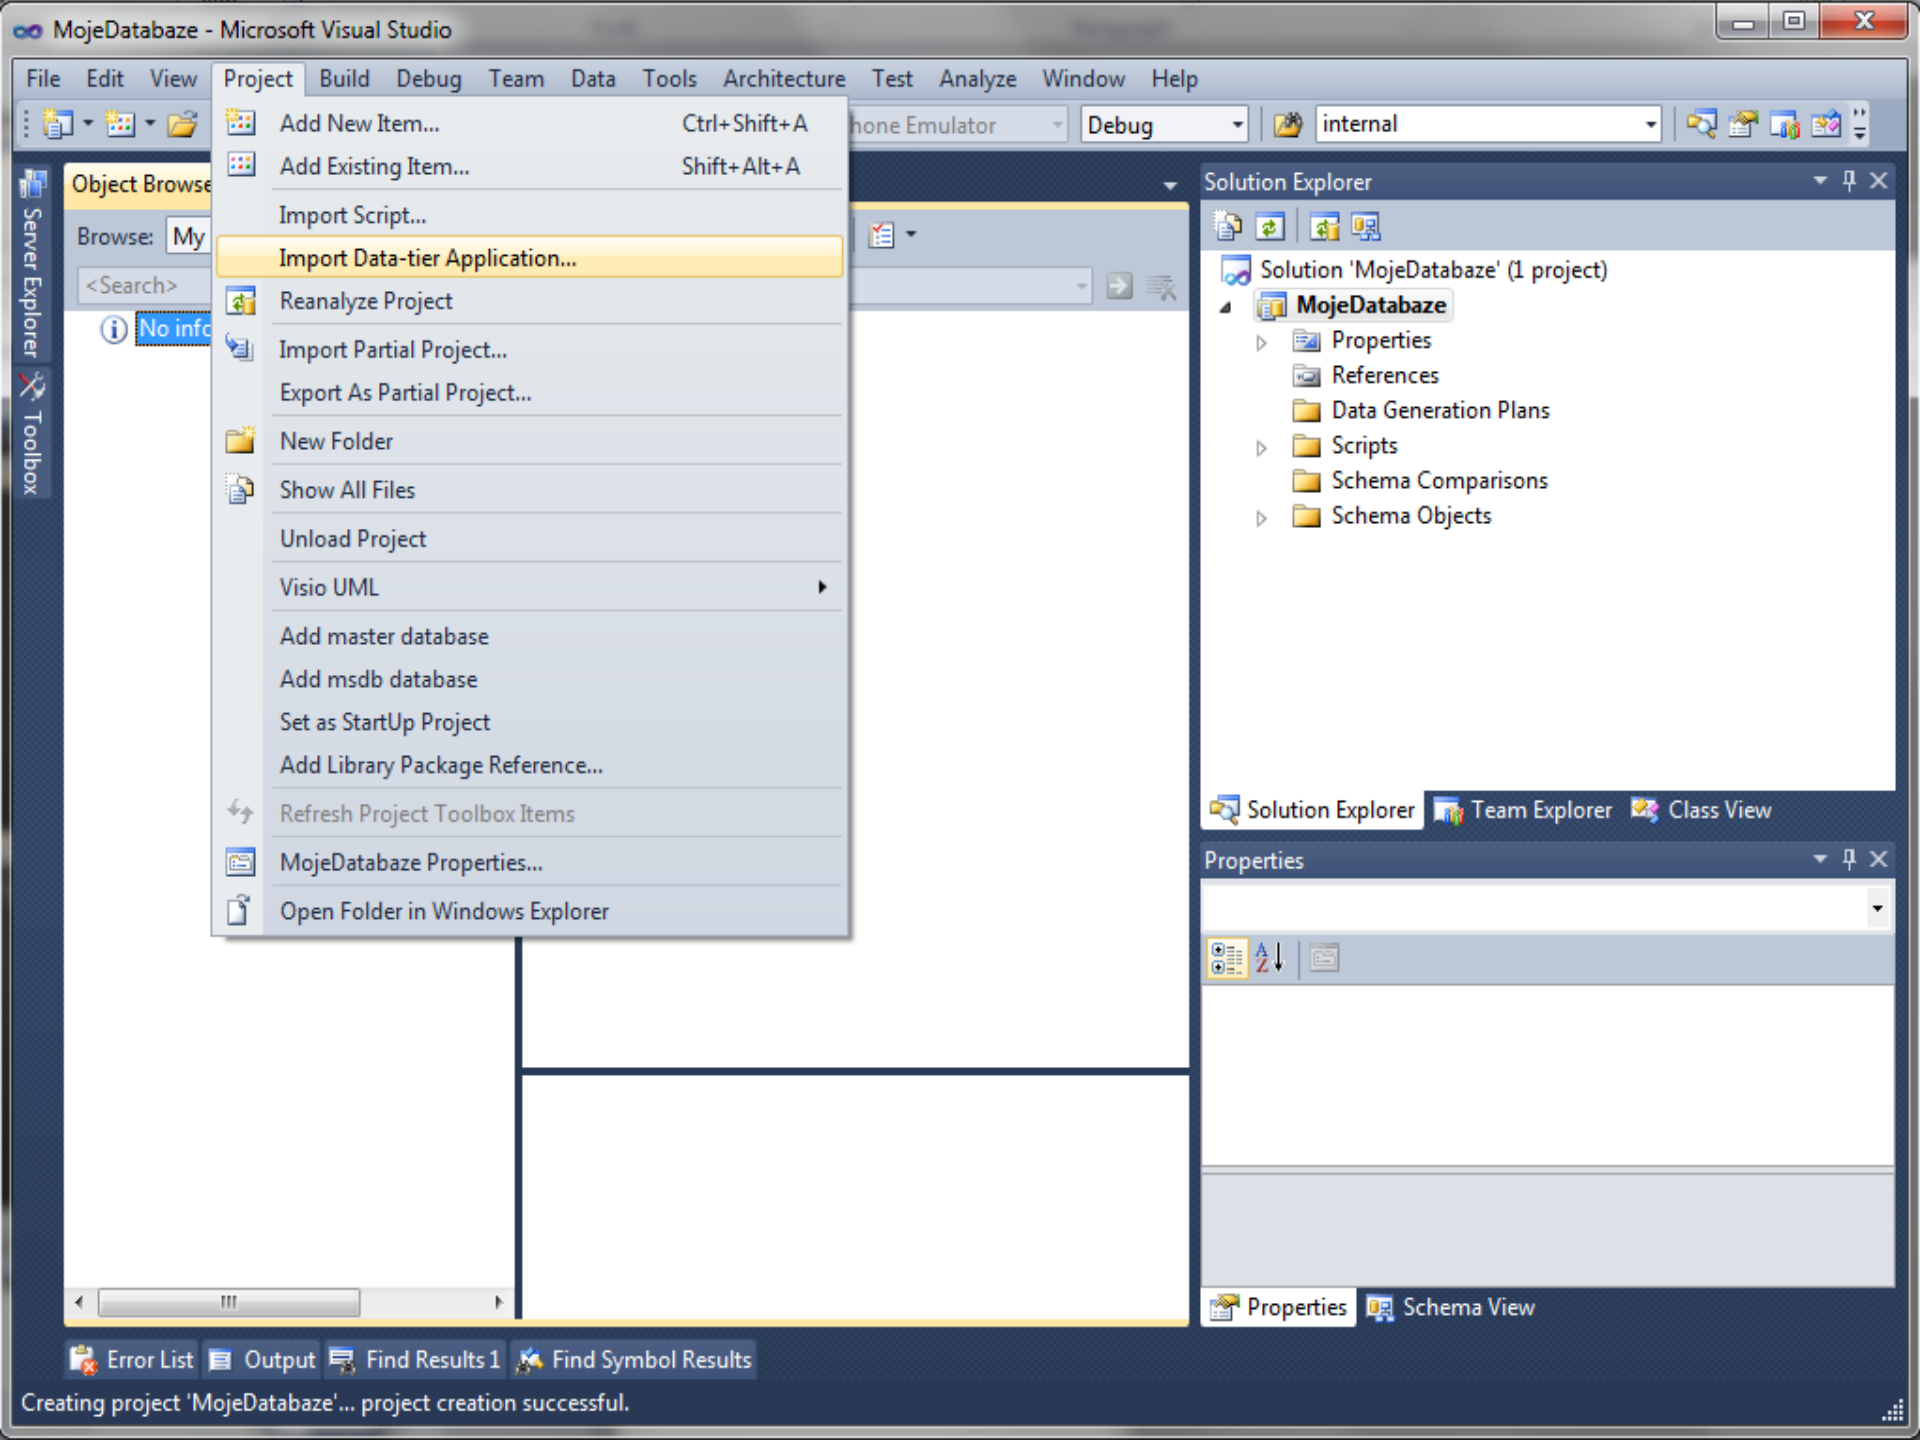 MojeDatabaze - Microsoft Visual Studio
File Edit View Project Build Debug Team Data Tools Architecture Test Analyze Window Help
hone Emulator Debug internal
Add New Item... Ctrl+Shift+A
Add Existing Item... Shift+Alt+A
Import Script...
Import Data-tier Application...
Reanalyze Project
Import Partial Project...
Export As Partial Project...
New Folder
Show All Files
Unload Project
Visio UML
Add master database
Add msdb database
Set as StartUp Project
Add Library Package Reference...
Refresh Project Toolbox Items
MojeDatabaze Properties...
Open Folder in Windows Explorer
Server Explorer
Toolbox
Object Browse
Browse: My
<Search>
No info
Solution Explorer
Solution 'MojeDatabaze' (1 project)
MojeDatabaze
Properties
References
Data Generation Plans
Scripts
Schema Comparisons
Schema Objects
Solution Explorer Team Explorer Class View
Properties
Properties Schema View
Error List Output Find Results 1 Find Symbol Results
Creating project 'MojeDatabaze'... project creation successful.